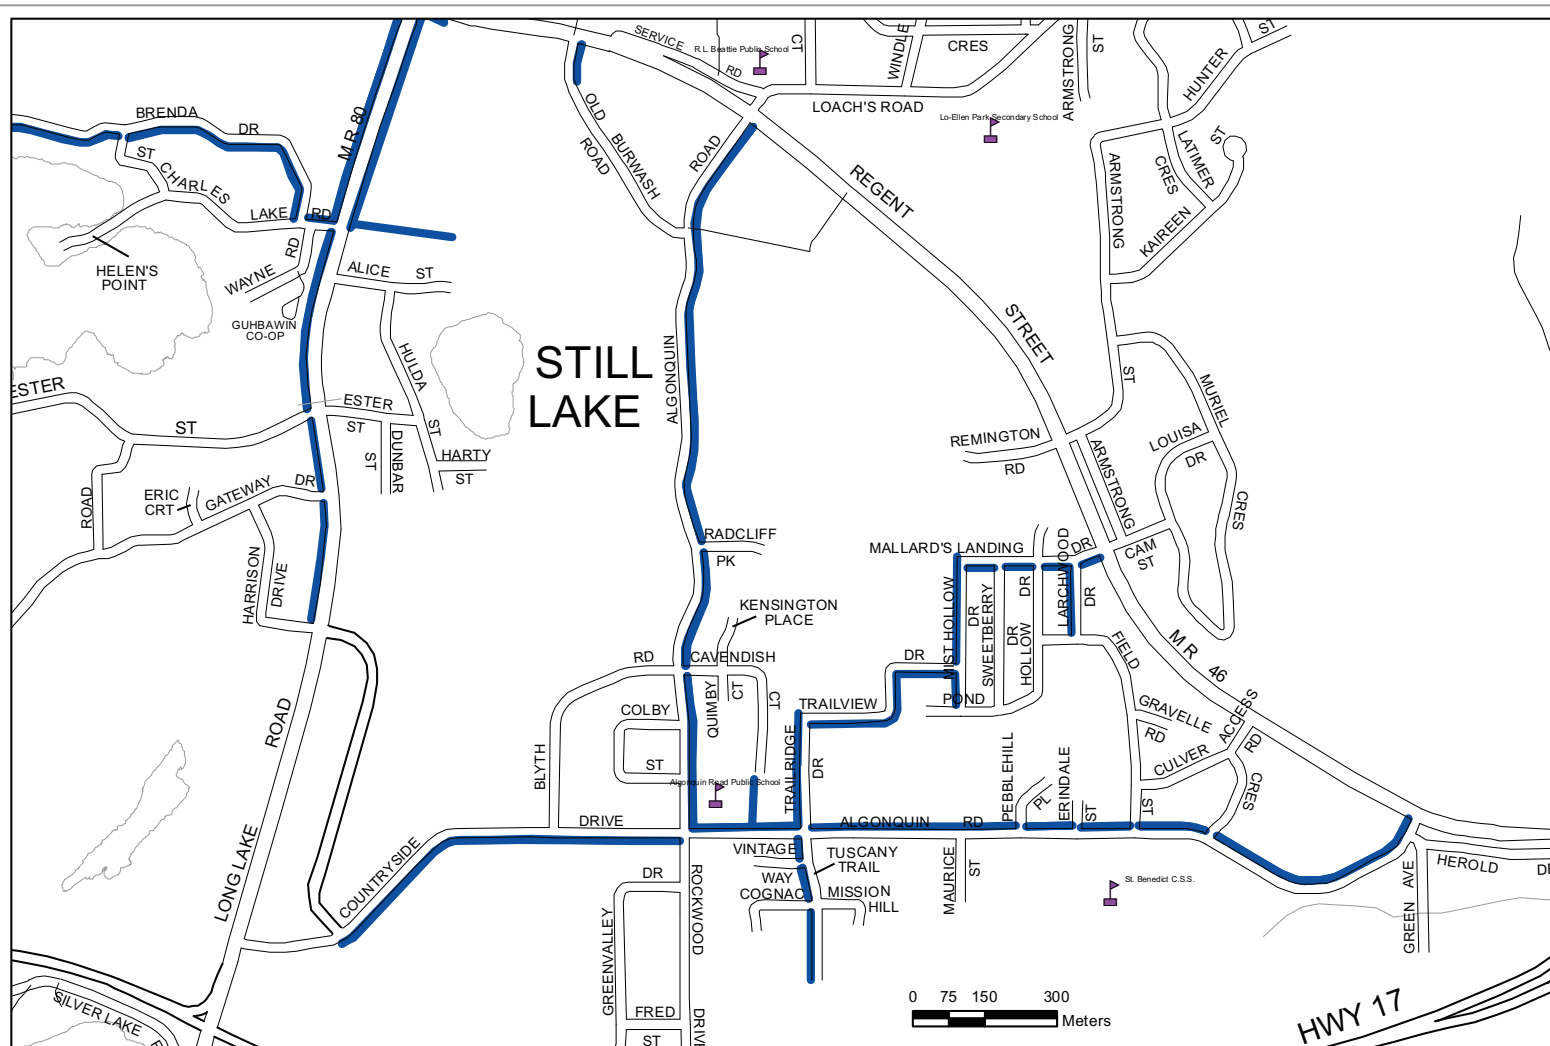 SERVICE
RD
R.L. Beattie Public School
CT
WINDLE
CRES
ARMSTRONG
ST
ST
HUNTER
LOACH'S ROAD
Lo-Ellen Park Secondary School
BRENDA
DR
M R 80
OLD
BURWASH
ROAD
ROAD
ST
CHARLES
LAKE
RD
RD
WAYNE
HELEN'S
POINT
GUHBAWIN
CO-OP
ALICE
ST
REGENT
STREET
ARMSTRONG
ST
LATIMER
CRES
ST
KAIREEN
STILL
LAKE
ALGONQUIN
HULDA
ST
ESTER
ST
ESTER
ST
DUNBAR
ST
HARTY
ST
MURIEL
CRES
LOUISA
DR
REMINGTON
RD
ARMSTRONG
ROAD
ERIC
CRT
GATEWAY
DR
HARRISON
DRIVE
RADCLIFF
PK
MALLARD'S LANDING
DR
CAM
ST
KENSINGTON
PLACE
MIST HOLLOW
DR
SWEETBERRY
DR
HOLLOW
DR
LARCHWOOD
DR
FIELD
M R 46
RD
CAVENDISH
CT
QUIMBY
CT
DR
POND
TRAILVIEW
COLBY
ST
BLYTH
LONG LAKE
ROAD
GRAVELLE
RD
CULVER
ACCESS
RD
CRES
Algonquin Road Public School
TRAILRIDGE
DR
PEBBLEHILL
PL
ERINDALE
ST
ST
DRIVE
ALGONQUIN
RD
COUNTRYSIDE
VINTAGE
WAY
COGNAC
TUSCANY
TRAIL
MISSION
HILL
MAURICE
ST
St. Benedict C.S.S.
HEROLD
DR
GREEN AVE
DR
ROCKWOOD
DRIVE
GREENVALLEY
FRED
ST
SILVER LAKE
0 75 150 300
Meters
HWY 17